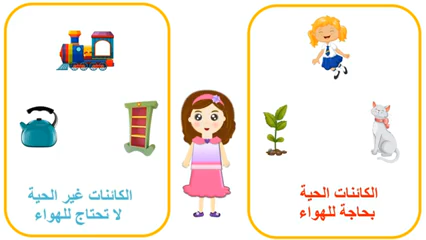 الكائنات الحية
بحاجة للهواء
الكائنات غير الحية
لا تحتاج للهواء